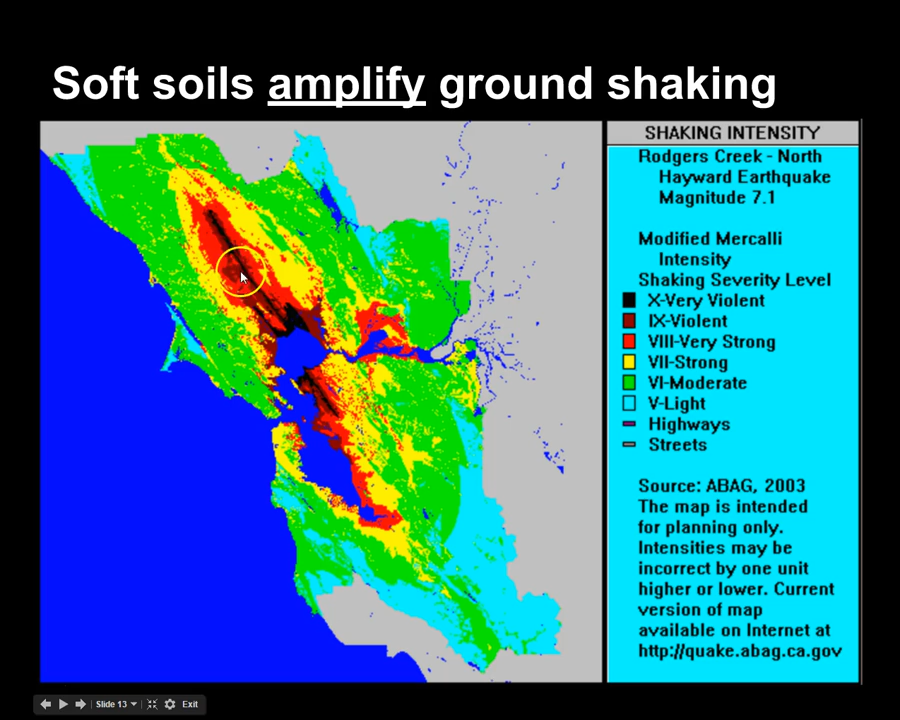 Soft soils amplify ground shaking
SHAKING INTENSITY
Rodgers Creek - North
Hayward Earthquake
Magnitude 7.1
Modified Mercalli
Intensity
Shaking Severity Level
X-Very Violent
IX-Violent
VIII-Very Strong
VII-Strong
VI-Moderate
V-Light
Highways
Streets
Source: ABAG, 2003
The map is intended
for planning only.
Intensities may be
incorrect by one unit
higher or lower. Current
version of map
available on Internet at
http://quake.abag.ca.gov
Slide 13
Exit